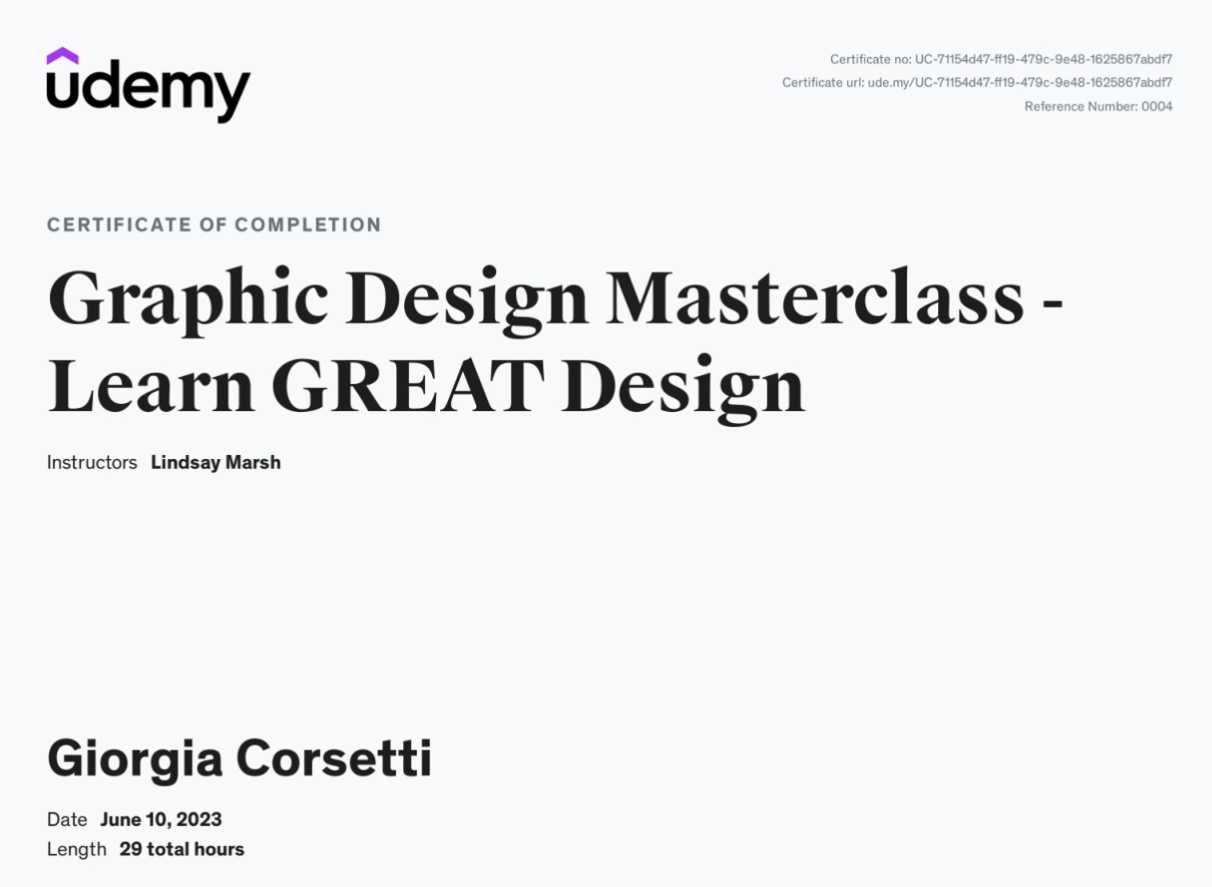 udemy
Certificate no: UC-71154d47-ff19-479c-9e48-1625867abdf7
Certificate url: ude.my/UC-71154d47-ff19-479c-9e48-1625867abdf7
Reference Number: 0004
CERTIFICATE OF COMPLETION
Graphic Design Masterclass -
Learn GREAT Design
Instructors Lindsay Marsh
Giorgia Corsetti
Date June 10, 2023
Length 29 total hours